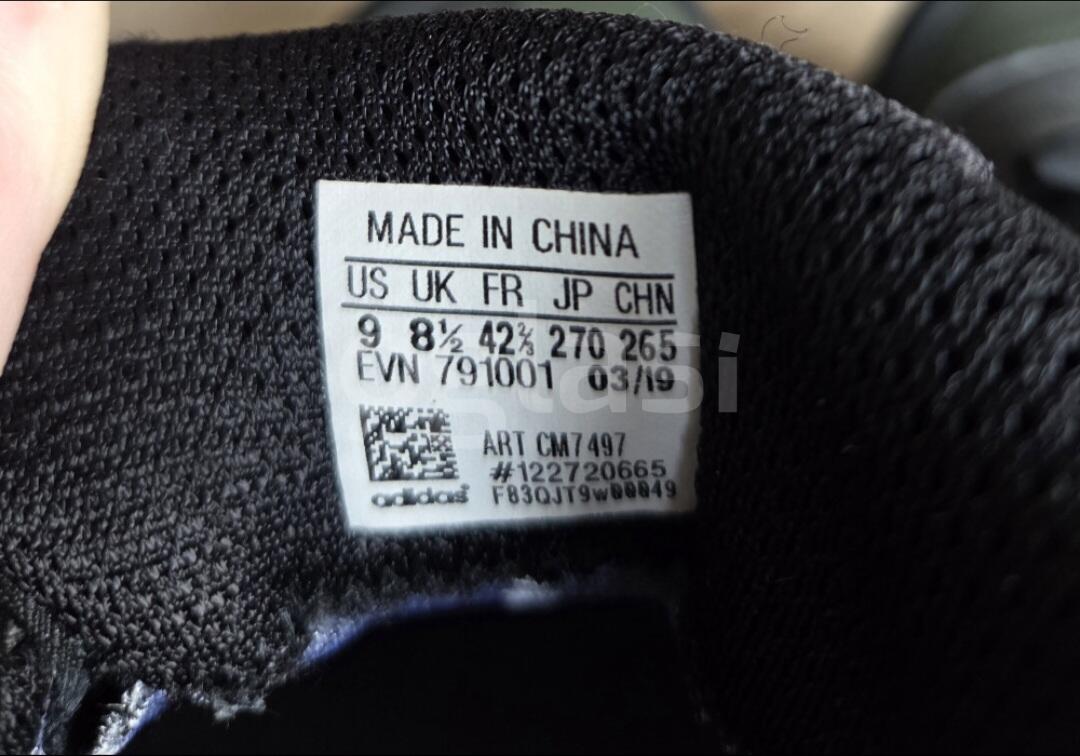 MADE IN CHINA
US UK FR JP CHN
9 8½ 42⅔ 270 265
EVN 791001 03/19
ART CM7497
#122720665
adidas F83QJT9w00049
oglasi